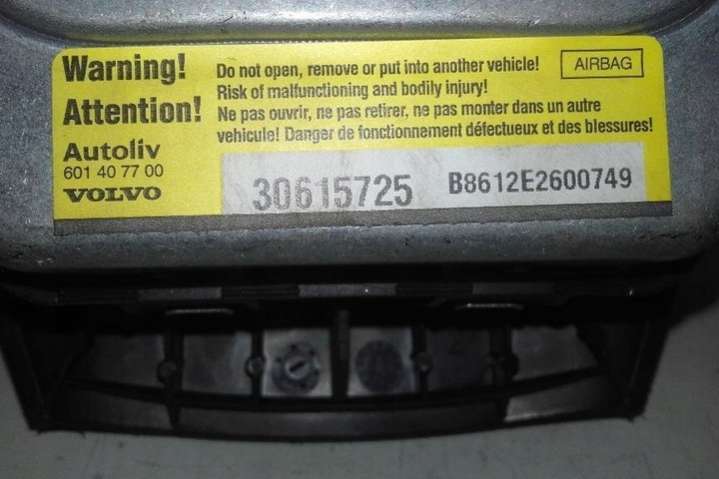 Warning!
Attention!
Do not open, remove or put into another vehicle!
AIRBAG
Risk of malfunctioning and bodily injury!
Ne pas ouvrir, ne pas retirer, ne pas monter dans un autre
vehicule! Danger de fonctionnement défectueux et des blessures!
Autoliv
601 40 77 00
VOLVO
30615725
B8612E2600749